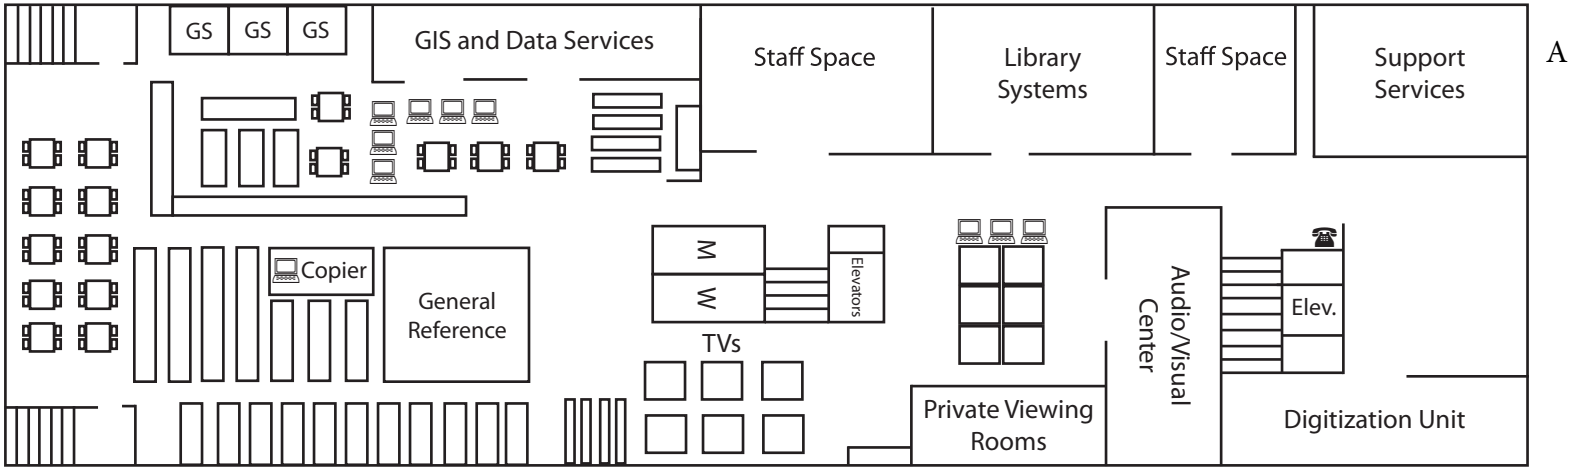 GS
GS
GS
GIS and Data Services
Staff Space
Library
Systems
Staff Space
Support
Services
A
M
W
Elevators
Copier
General
Reference
TVs
Audio/Visual
Center
Elev.
Private Viewing
Rooms
Digitization Unit